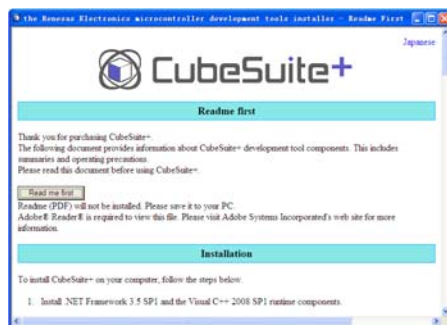 the Renesas Electronics microcontroller development tools installer - Readme First
Japanese
CubeSuite+
Readme first
Thank you for purchasing CubeSuite+.
The following document provides information about CubeSuite+ development tool components. This includes
summaries and operating precautions.
Please read this document before using CubeSuite+.
Read me first
Readme (PDF) will not be installed. Please save it to your PC.
Adobe® Reader® is required to view this file. Please visit Adobe Systems Incorporated's web site for more
information.
Installation
To install CubeSuite+ on your computer, follow the steps below.
1. Install .NET Framework 3.5 SP1 and the Visual C++ 2008 SP1 runtime components.